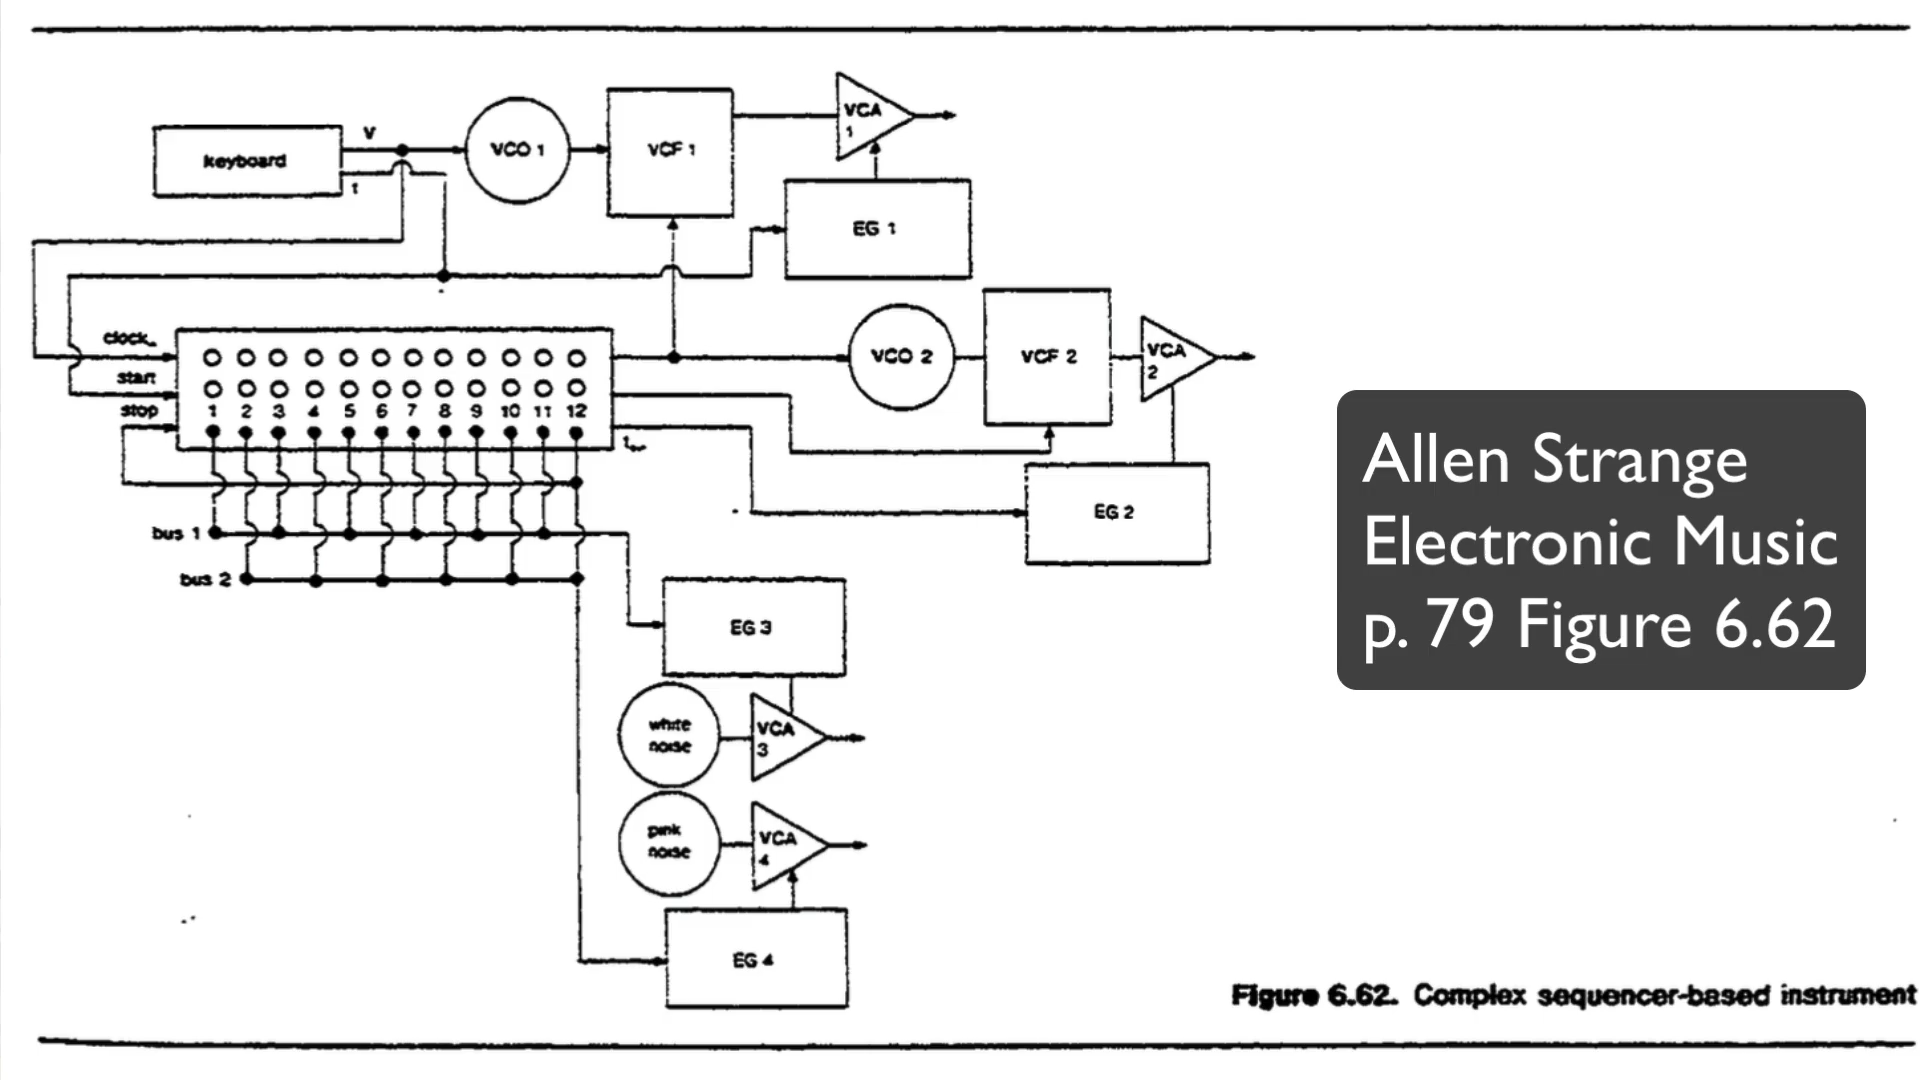 V
keyboard
t
VCO 1
VCF 1
VCA
1
EG 1
clock
start
stop
1 2 3 4 5 6 7 8 9 10 11 12
VCO 2
VCF 2
VCA
2
EG 2
bus 1
bus 2
EG 3
white
noise
VCA
3
pink
noise
VCA
4
EG 4
Allen Strange
Electronic Music
p. 79 Figure 6.62
Figure 6.62. Complex sequencer-based instrument